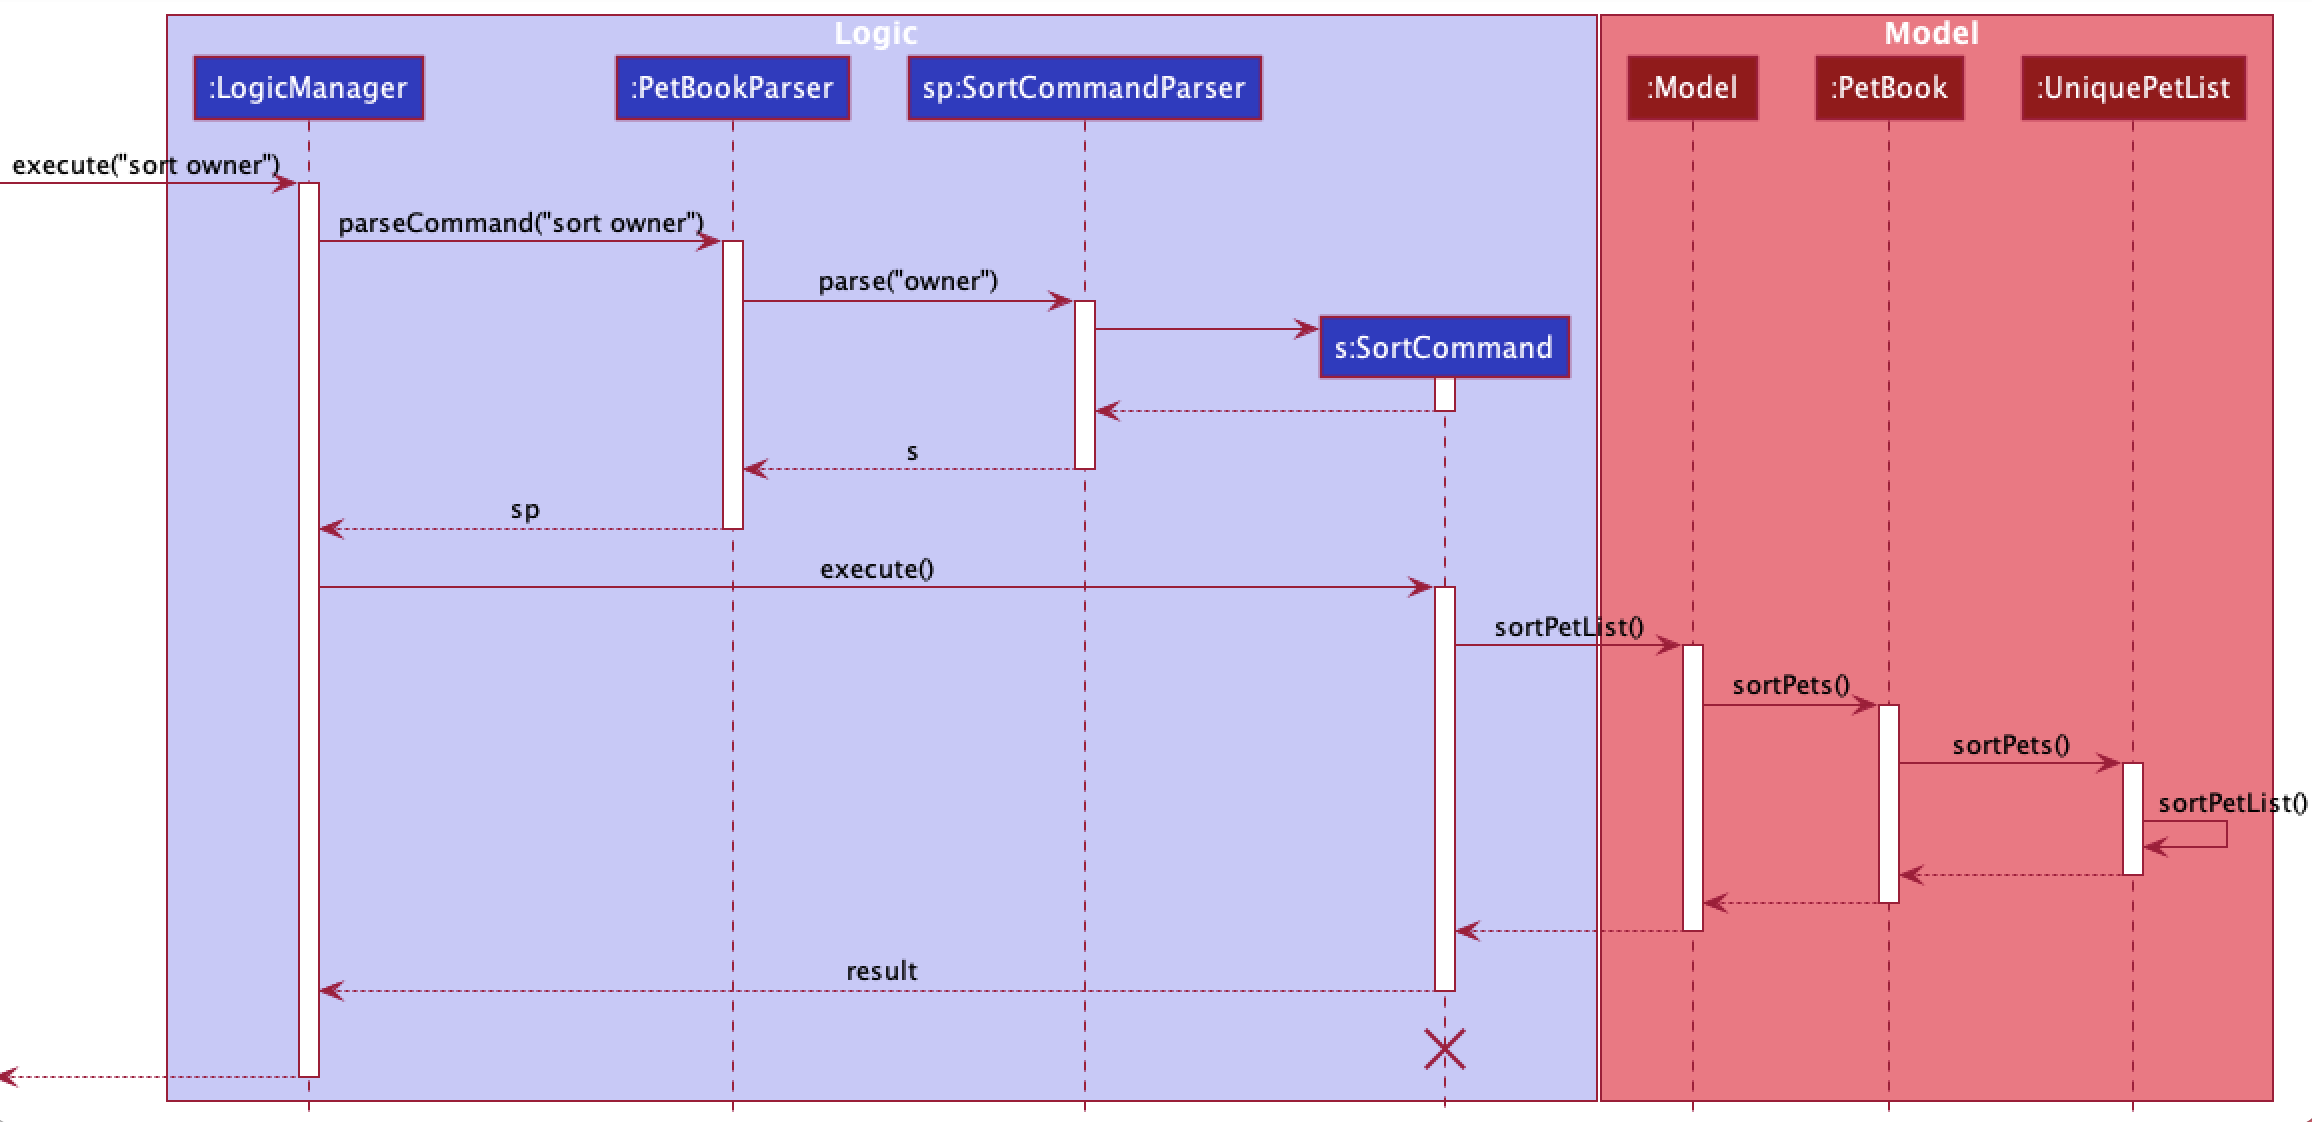 Logic
Model
:LogicManager
:PetBookParser
sp:SortCommandParser
:Model
:PetBook
:UniquePetList
execute("sort owner")
parseCommand("sort owner")
parse("owner")
s:SortCommand
s
sp
execute()
sortPetList()
sortPets()
sortPets()
sortPetList()
result